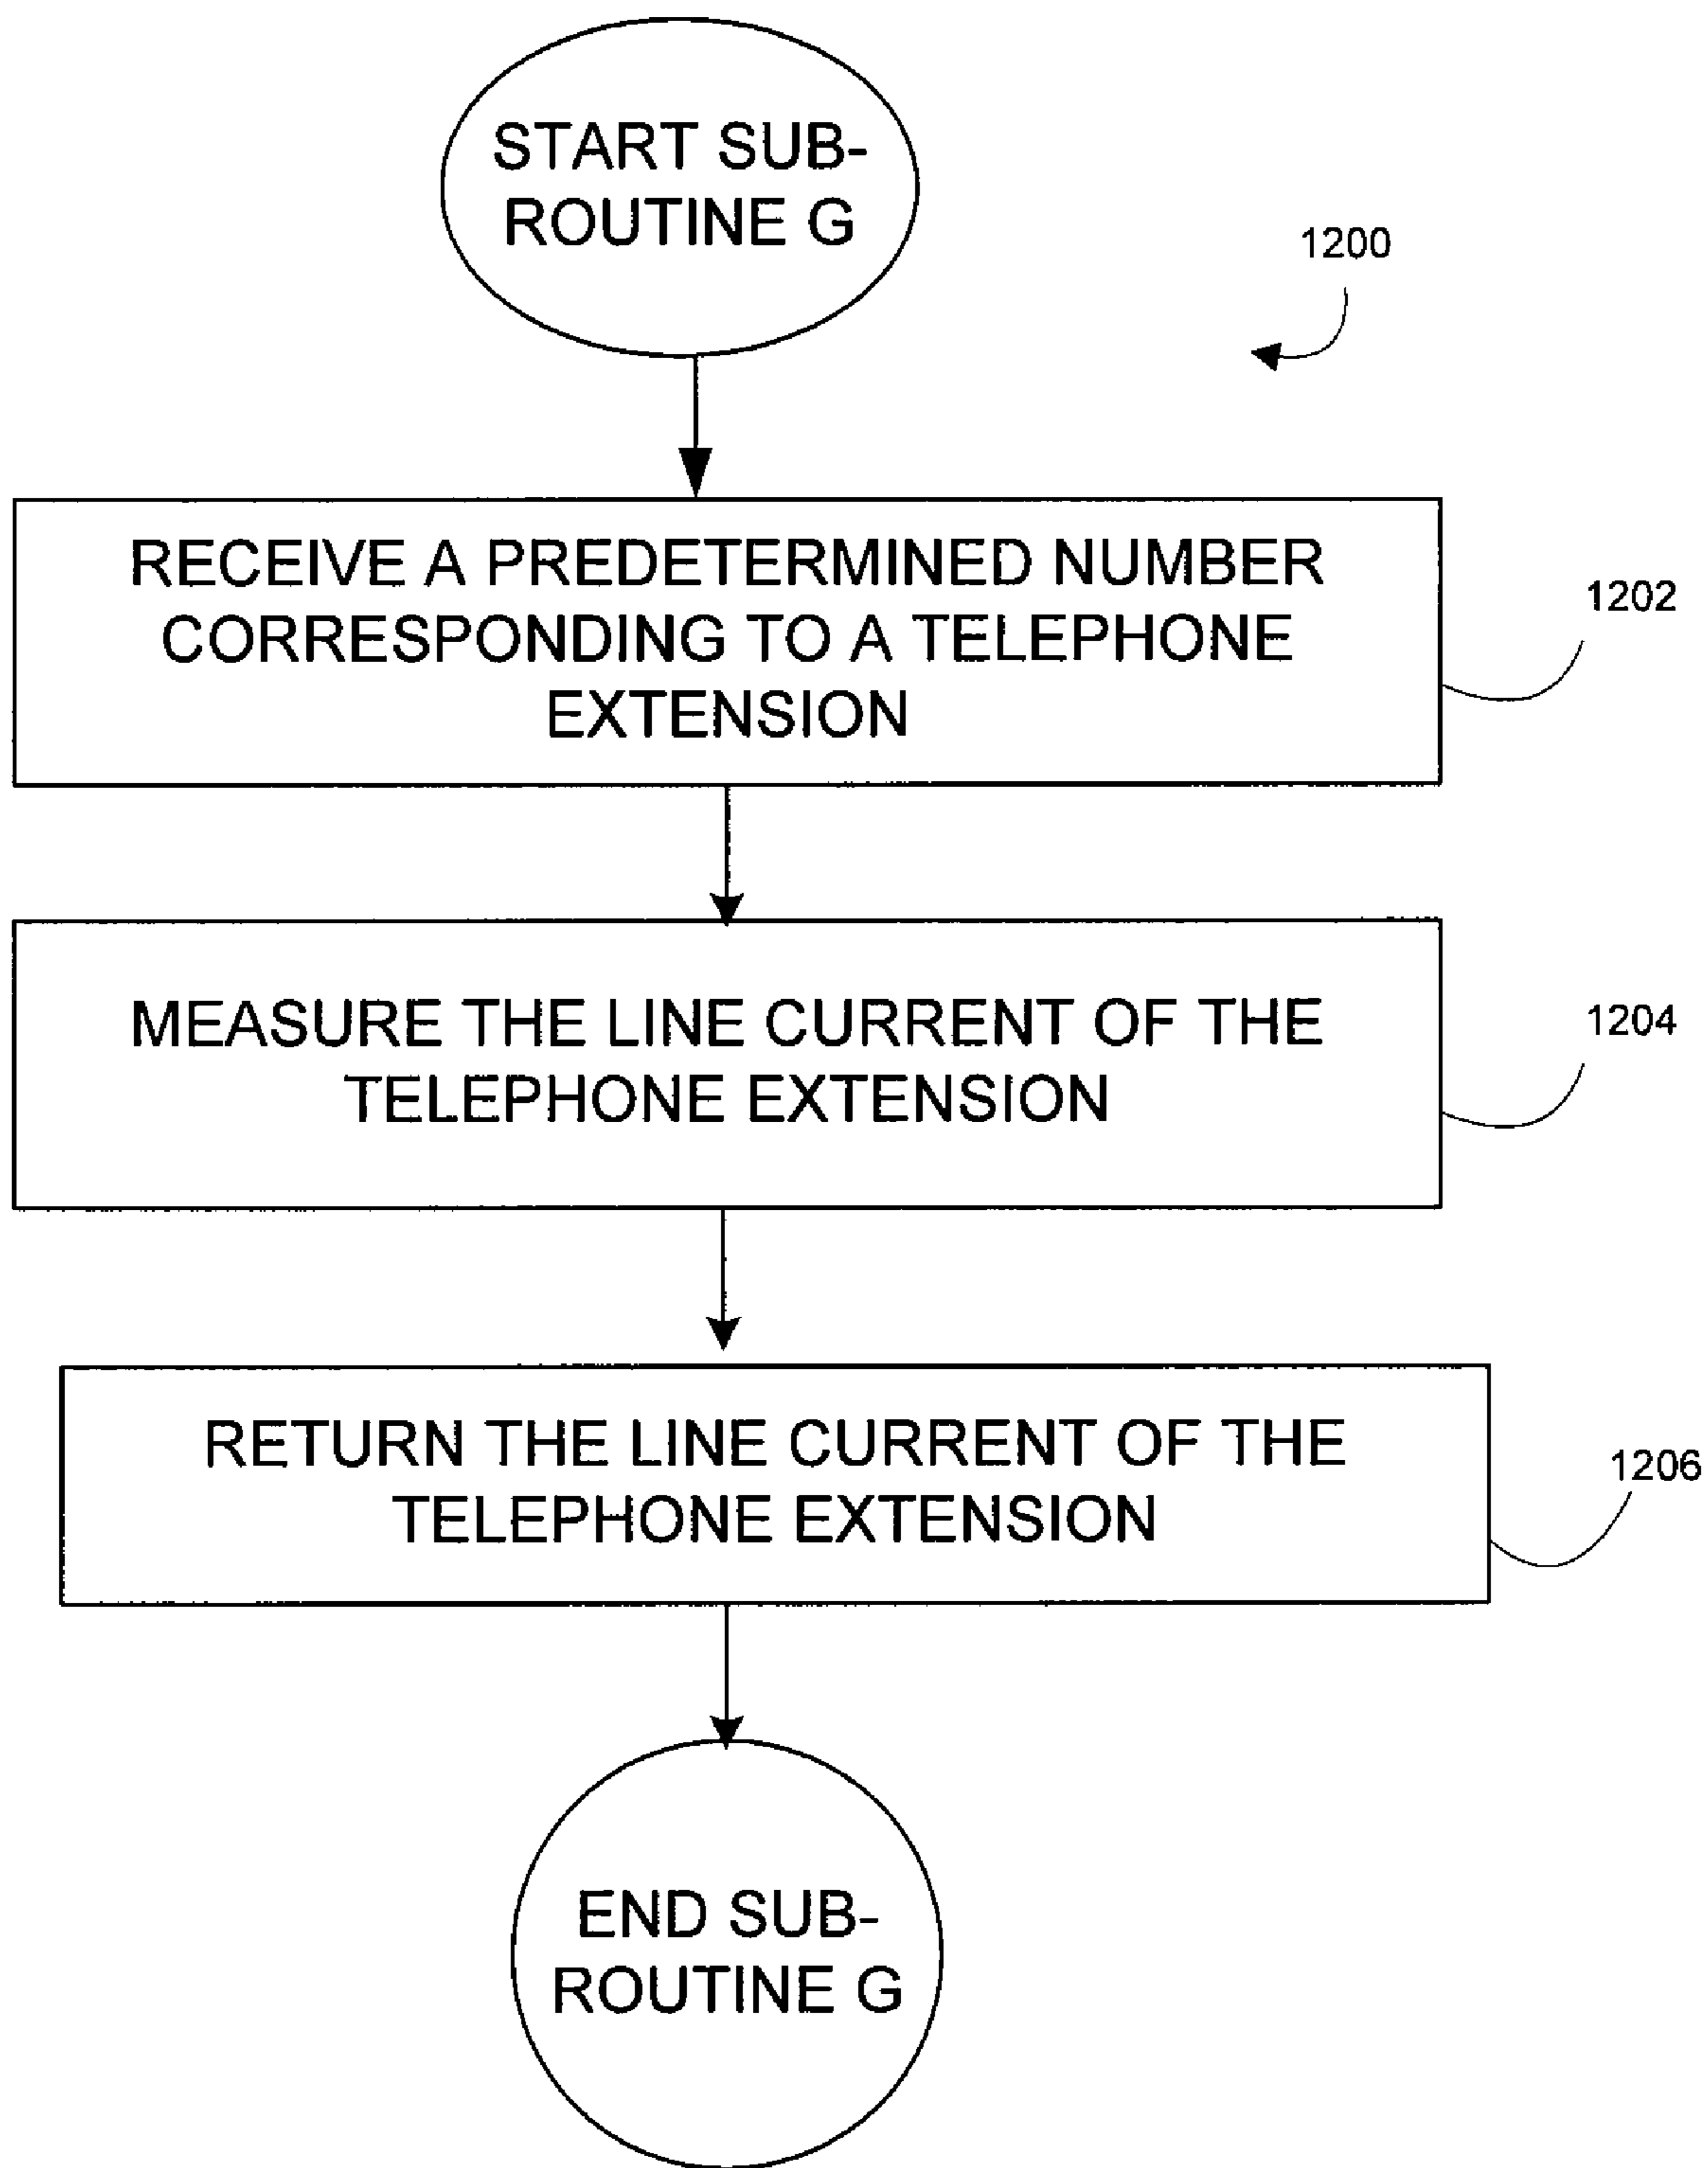 START SUB-
ROUTINE G
1200
RECEIVE A PREDETERMINED NUMBER
CORRESPONDING TO A TELEPHONE
EXTENSION
1202
MEASURE THE LINE CURRENT OF THE
TELEPHONE EXTENSION
1204
RETURN THE LINE CURRENT OF THE
TELEPHONE EXTENSION
1206
END SUB-
ROUTINE G